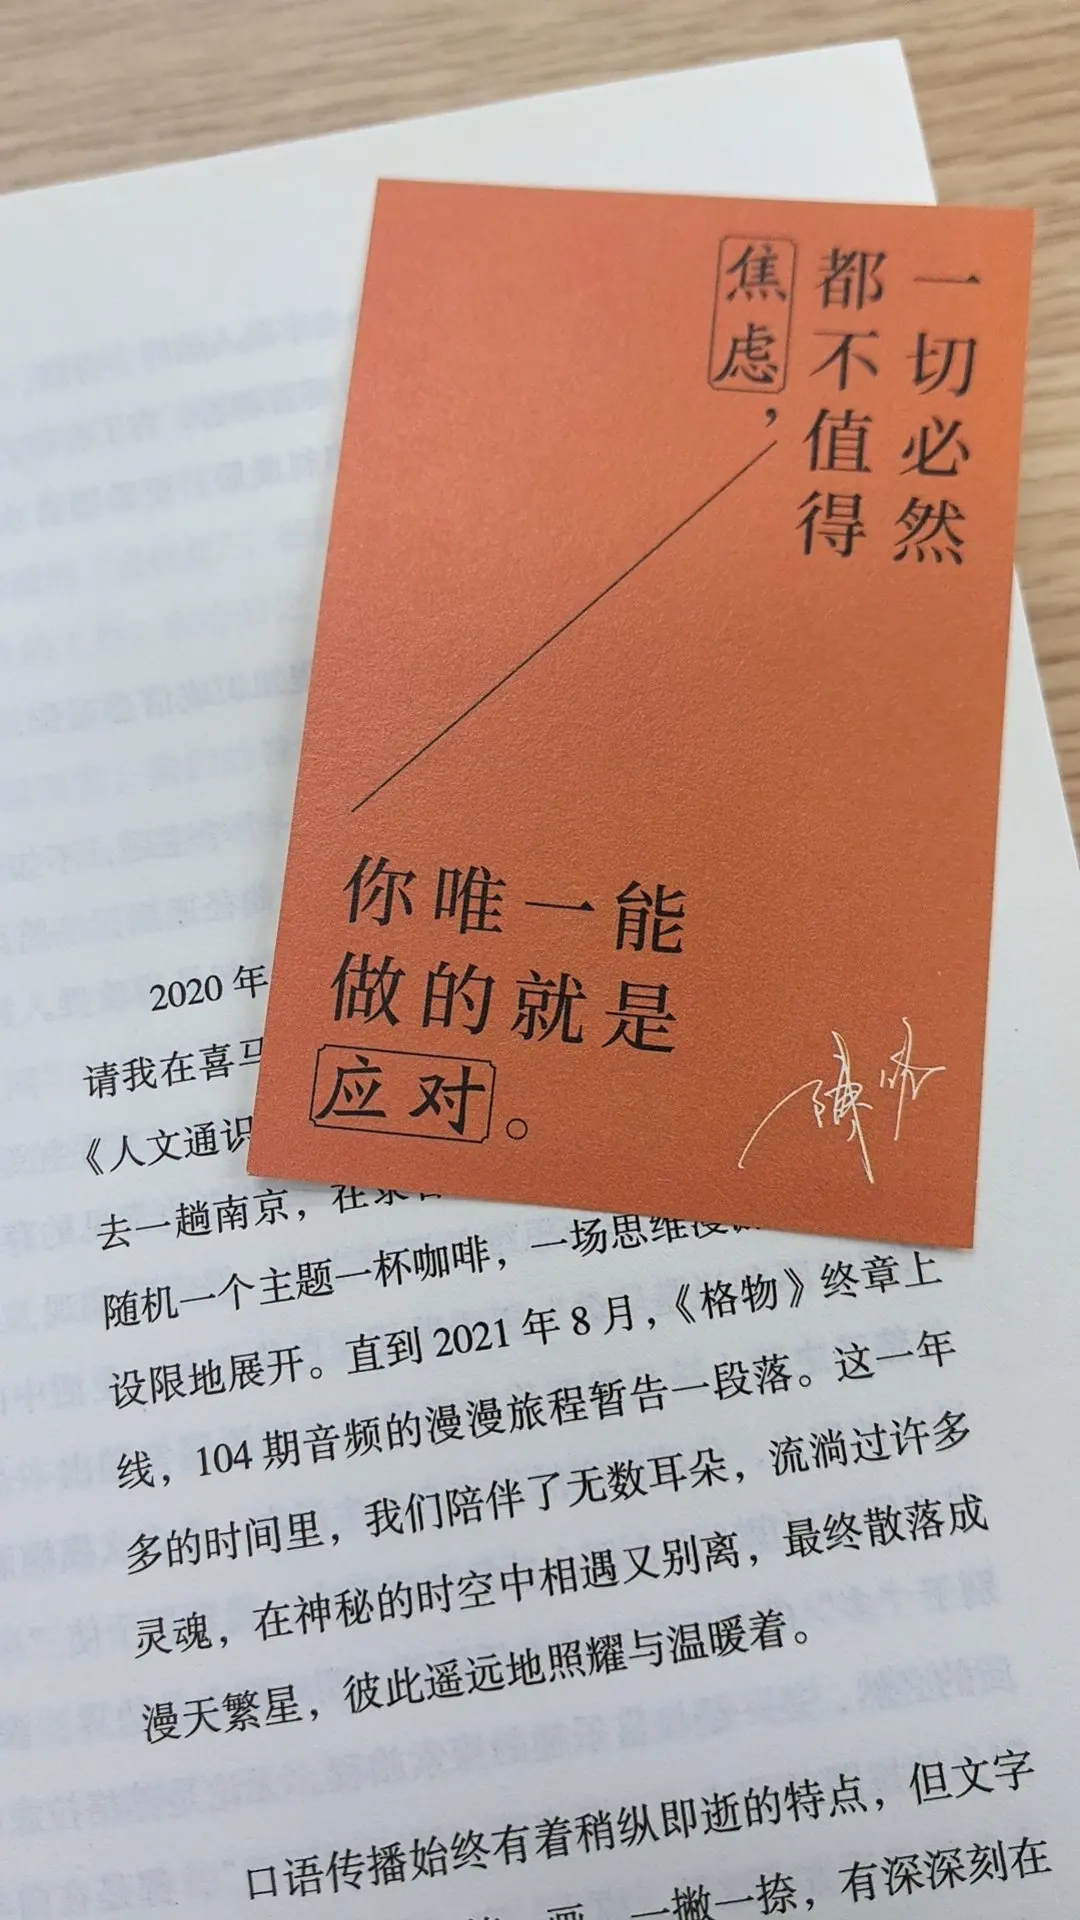 一切必然
都不值得
焦虑，
你唯一能
做的就是
应对。
陳默
2020 年
请我在喜马
《人文通识
去一趟南京，在录音
随机一个主题一杯咖啡，一场思维漫
设限地展开。直到 2021 年 8 月，《格物》终章上
线，104 期音频的漫漫旅程暂告一段落。这一年
多的时间里，我们陪伴了无数耳朵，流淌过许多
灵魂，在神秘的时空中相遇又别离，最终散落成
漫天繁星，彼此遥远地照耀与温暖着。
口语传播始终有着稍纵即逝的特点，但文字
一撇一捺，有深深刻在